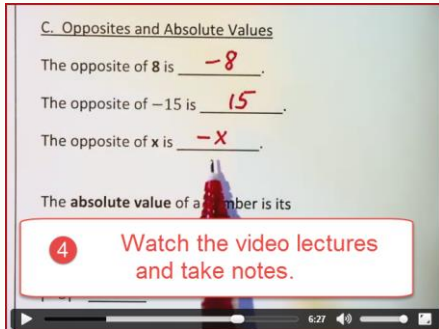 C. Opposites and Absolute Values
The opposite of 8 is −8.
The opposite of −15 is 15.
The opposite of x is −x.
The absolute value of a number is its
4 Watch the video lectures
and take notes.
6:27